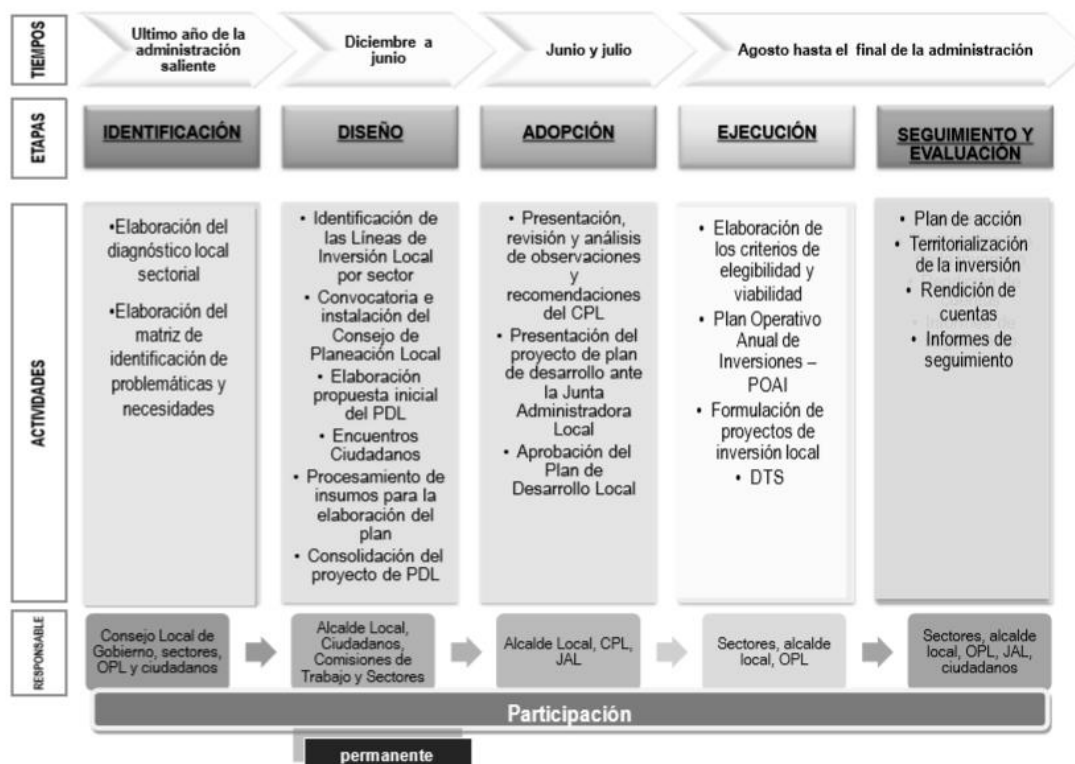 TIEMPOS
Ultimo año de la
administración
saliente
Diciembre a
junio
Junio y julio
Agosto hasta el final de la administración
ETAPAS
IDENTIFICACIÓN
DISEÑO
ADOPCIÓN
EJECUCIÓN
SEGUIMIENTO Y
EVALUACIÓN
ACTIVIDADES
•Elaboración del
diagnóstico local
sectorial
•Elaboración del
matriz de
identificación de
problemáticas y
necesidades
• Identificación de
las Líneas de
Inversión Local
por sector
• Convocatoria e
instalación del
Consejo de
Planeación Local
• Elaboración
propuesta inicial
del PDL
• Encuentros
Ciudadanos
• Procesamiento de
insumos para la
elaboración del
plan
• Consolidación del
proyecto de PDL
• Presentación,
revisión y análisis
de observaciones
y
recomendaciones
del CPL
• Presentación del
proyecto de plan
de desarrollo ante
la Junta
Administradora
Local
• Aprobación del
Plan de
Desarrollo Local
• Elaboración de
los criterios de
elegibilidad y
viabilidad
• Plan Operativo
Anual de
Inversiones –
POAI
• Formulación de
proyectos de
inversión local
• DTS
• Plan de acción
• Territorialización
de la inversión
• Rendición de
cuentas
• Informes de
seguimiento
RESPONSABLE
Consejo Local de
Gobierno, sectores,
OPL y ciudadanos
Alcalde Local,
Ciudadanos,
Comisiones de
Trabajo y Sectores
Alcalde Local, CPL,
JAL
Sectores, alcalde
local, OPL
Sectores, alcalde
local, OPL, JAL,
ciudadanos
Participación
permanente